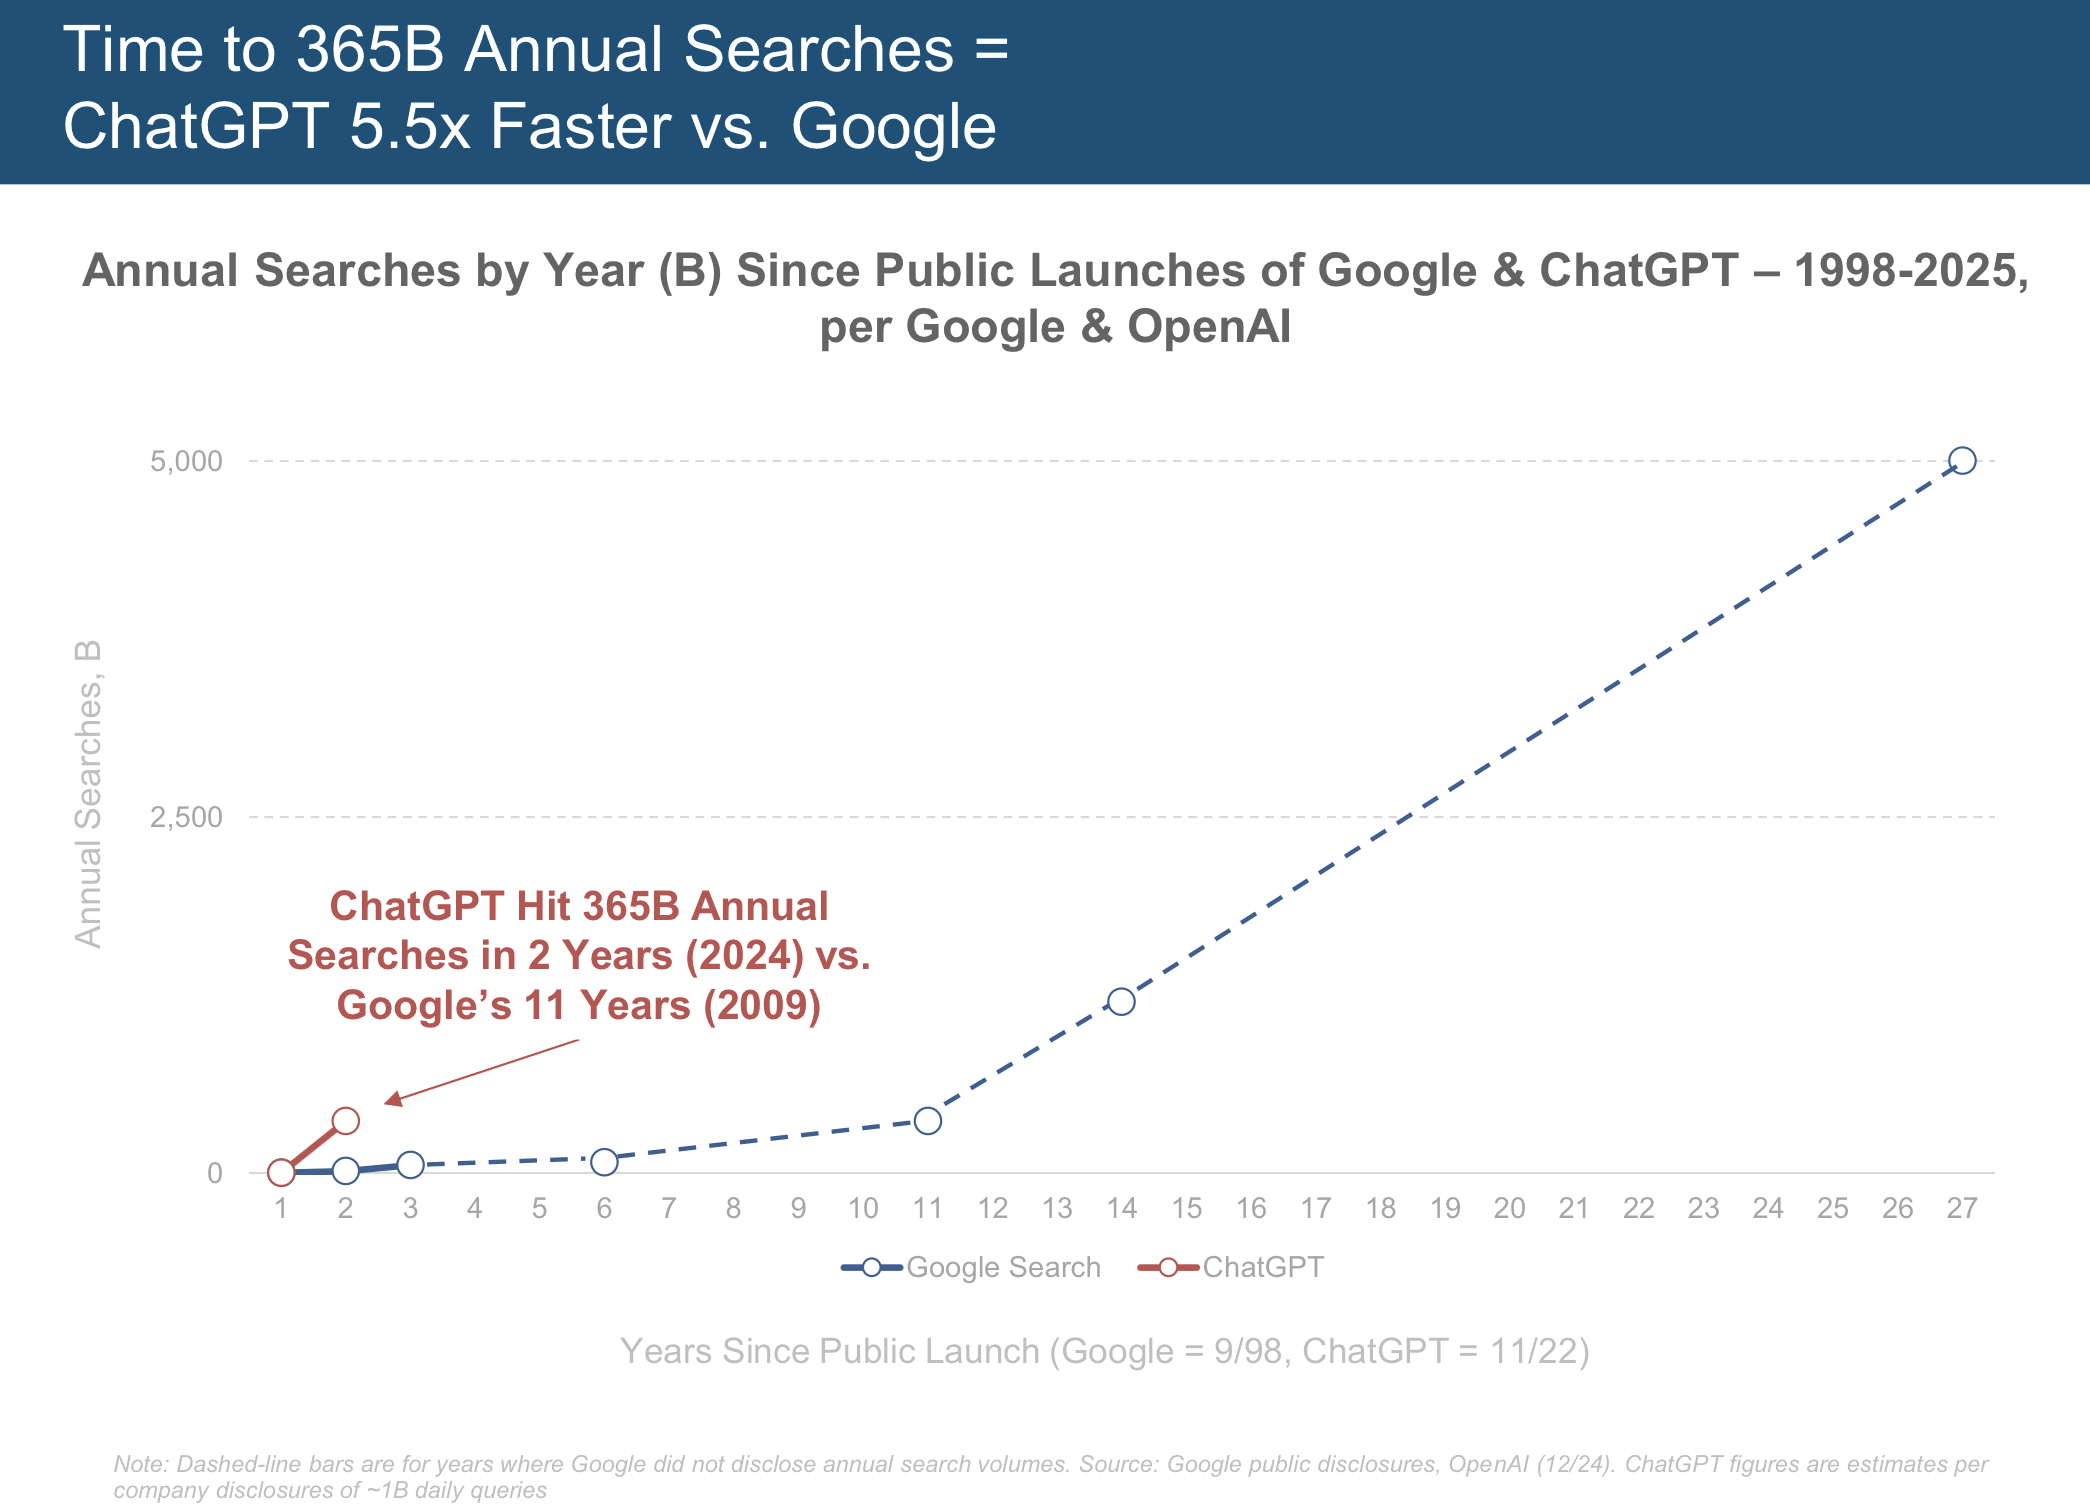 Time to 365B Annual Searches =
ChatGPT 5.5x Faster vs. Google
Annual Searches by Year (B) Since Public Launches of Google & ChatGPT – 1998-2025,
per Google & OpenAI
Annual Searches, B
5,000
2,500
0
ChatGPT Hit 365B Annual
Searches in 2 Years (2024) vs.
Google’s 11 Years (2009)
1 2 3 4 5 6 7 8 9 10 11 12 13 14 15 16 17 18 19 20 21 22 23 24 25 26 27
Google Search ChatGPT
Years Since Public Launch (Google = 9/98, ChatGPT = 11/22)
Note: Dashed-line bars are for years where Google did not disclose annual search volumes. Source: Google public disclosures, OpenAI (12/24). ChatGPT figures are estimates per
company disclosures of ~1B daily queries